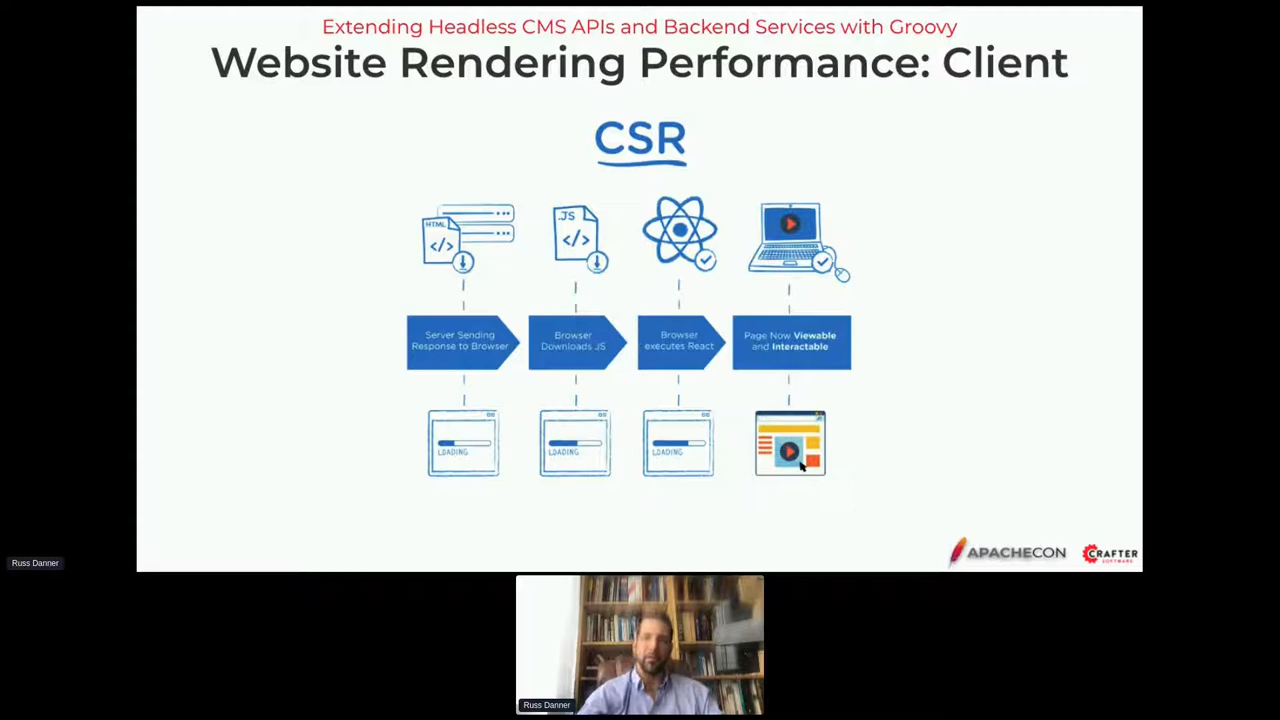 Extending Headless CMS APIs and Backend Services with Groovy
Website Rendering Performance: Client
CSR
HTML
</>
.JS
</>
Server Sending
Response to Browser
Browser
Downloads JS
Browser
executes React
Page Now Viewable
and Interactable
LOADING
LOADING
LOADING
APACHECON
CRAFTER
SOFTWARE
Russ Danner
Russ Danner